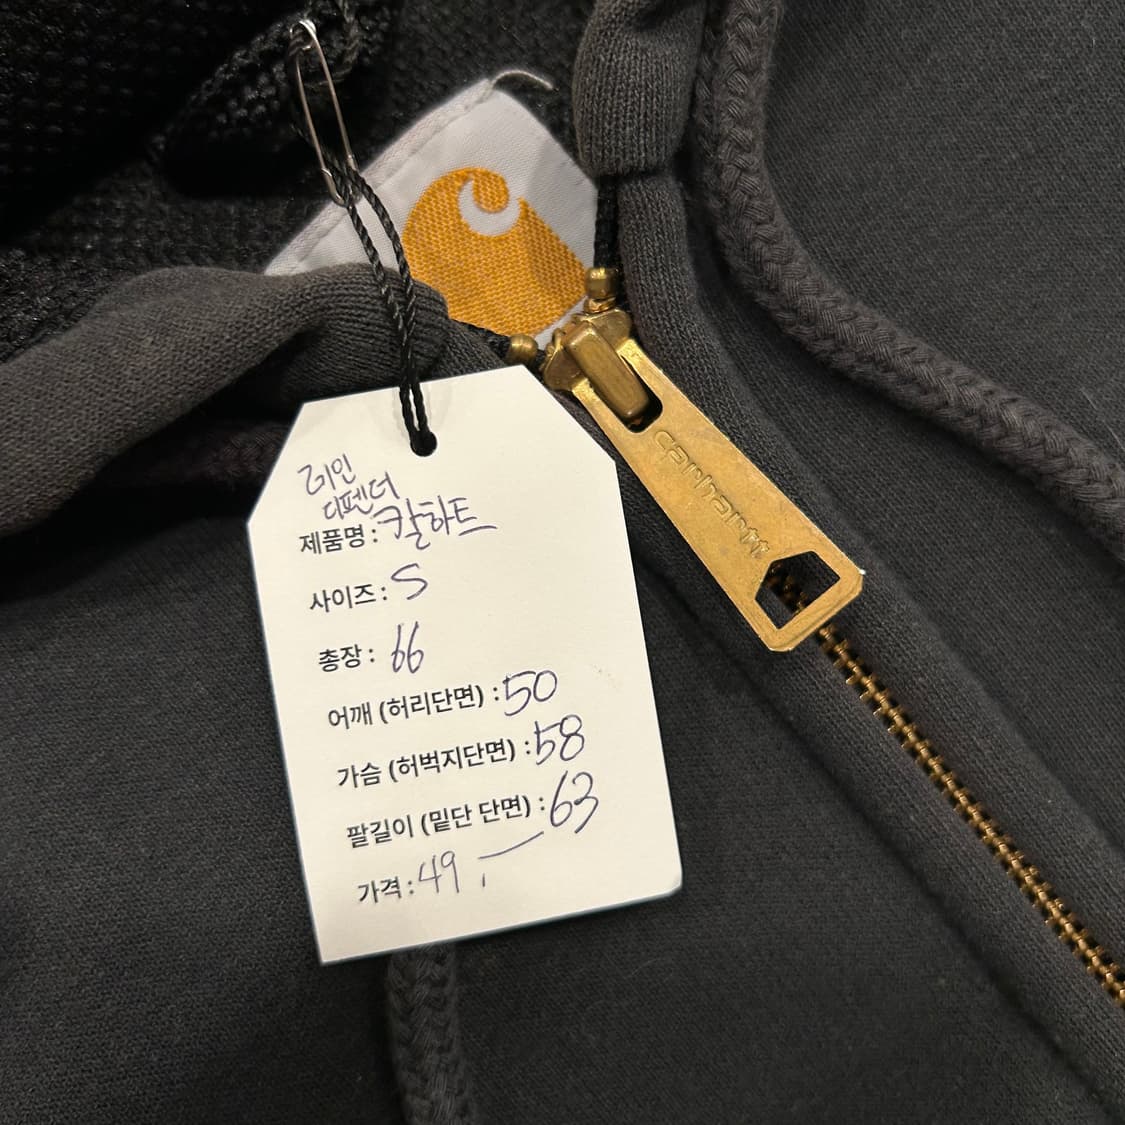 레인
디펜더
제품명 : 칼하트
사이즈 : S
총장 : 66
어깨 (허리단면) : 50
가슴 (허벅지단면) : 58
팔길이 (밑단 단면) : 63
가격 : 49,—
carhartt